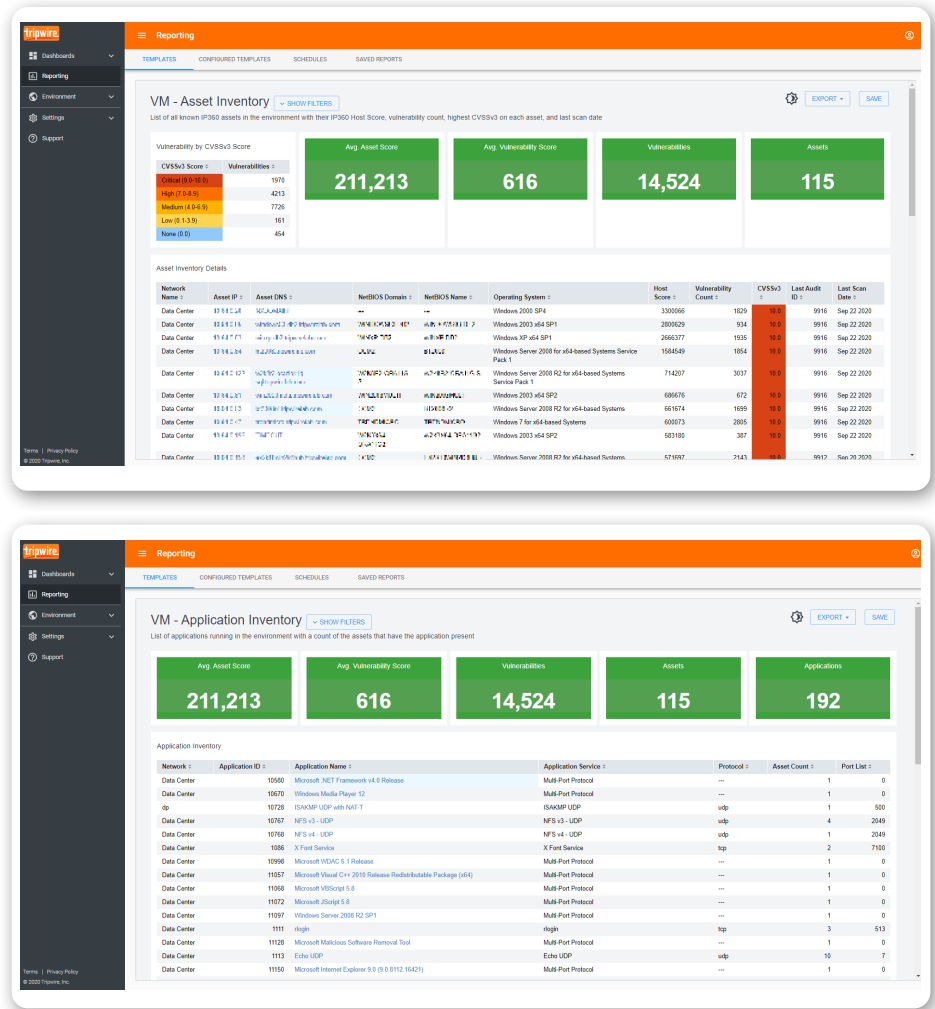 tripwire.
Reporting
Dashboards
Reporting
Environment
Settings
Support
TEMPLATES CONFIGURED TEMPLATES SCHEDULES SAVED REPORTS
VM - Asset Inventory SHOW FILTERS EXPORT SAVE
List of all known IP360 assets in the environment with their IP360 Host Score, vulnerability count, highest CVSSv3 on each asset, and last scan date
Vulnerability by CVSSv3 Score
CVSSv3 Score Vulnerabilities
Critical (9.0-10.0) 1970
High (7.0-8.9) 4213
Medium (4.0-6.9) 7726
Low (0.1-3.9) 161
None (0.0) 454
Avg. Asset Score
211,213
Avg. Vulnerability Score
616
Vulnerabilities
14,524
Assets
115
Asset Inventory Details
Network Name Asset IP Asset DNS NetBIOS Domain NetBIOS Name Operating System Host Score Vulnerability Count CVSSv3 Last Audit ID Last Scan Date
Data Center Windows 2000 SP4 3300066 1829 10.0 9916 Sep 22 2020
Data Center Windows 2003 x64 SP1 2800629 934 10.0 9916 Sep 22 2020
Data Center Windows XP x64 SP1 2666377 1935 10.0 9916 Sep 22 2020
Data Center Windows Server 2008 for x64-based Systems Service Pack 1 1584549 1854 10.0 9916 Sep 22 2020
Data Center Windows Server 2008 R2 for x64-based Systems Service Pack 1 714207 3037 10.0 9916 Sep 22 2020
Data Center Windows 2003 x64 SP2 686676 672 10.0 9916 Sep 22 2020
Data Center Windows Server 2008 R2 for x64-based Systems 661674 1699 10.0 9916 Sep 22 2020
Data Center Windows 7 for x64-based Systems 600073 2805 10.0 9916 Sep 22 2020
Data Center Windows 2003 x64 SP2 583180 387 10.0 9916 Sep 22 2020
Data Center Windows Server 2008 R2 for x64-based Systems 571697 2143 10.0 9912 Sep 20 2020
Terms | Privacy Policy
© 2020 Tripwire, Inc.
tripwire.
Reporting
Dashboards
Reporting
Environment
Settings
Support
TEMPLATES CONFIGURED TEMPLATES SCHEDULES SAVED REPORTS
VM - Application Inventory SHOW FILTERS EXPORT SAVE
List of applications running in the environment with a count of the assets that have the application present
Avg. Asset Score
211,213
Avg. Vulnerability Score
616
Vulnerabilities
14,524
Assets
115
Applications
192
Application Inventory
Network Application ID Application Name Application Service Protocol Asset Count Port List
Data Center 10580 Microsoft .NET Framework v4.0 Release Multi-Port Protocol --- 1 0
Data Center 10670 Windows Media Player 12 Multi-Port Protocol --- 1 0
dp 10728 ISAKMP UDP with NAT-T ISAKMP UDP udp 1 500
Data Center 10767 NFS v3 - UDP NFS v3 - UDP udp 4 2049
Data Center 10768 NFS v4 - UDP NFS v4 - UDP udp 1 2049
Data Center 1086 X Font Service X Font Service tcp 2 7100
Data Center 10998 Microsoft WDAC 6.1 Release Multi-Port Protocol --- 1 0
Data Center 11057 Microsoft Visual C++ 2010 Release Redistributable Package (x64) Multi-Port Protocol --- 1 0
Data Center 11068 Microsoft VBScript 5.8 Multi-Port Protocol --- 1 0
Data Center 11072 Microsoft JScript 5.8 Multi-Port Protocol --- 1 0
Data Center 11097 Windows Server 2008 R2 SP1 Multi-Port Protocol --- 1 0
Data Center 1111 rlogin rlogin tcp 3 513
Data Center 11128 Microsoft Malicious Software Removal Tool Multi-Port Protocol --- 1 0
Data Center 1113 Echo UDP Echo UDP udp 10 7
Data Center 11150 Microsoft Internet Explorer 9.0 (9.0.8112.16421) Multi-Port Protocol --- 1 0
Terms | Privacy Policy
© 2020 Tripwire, Inc.